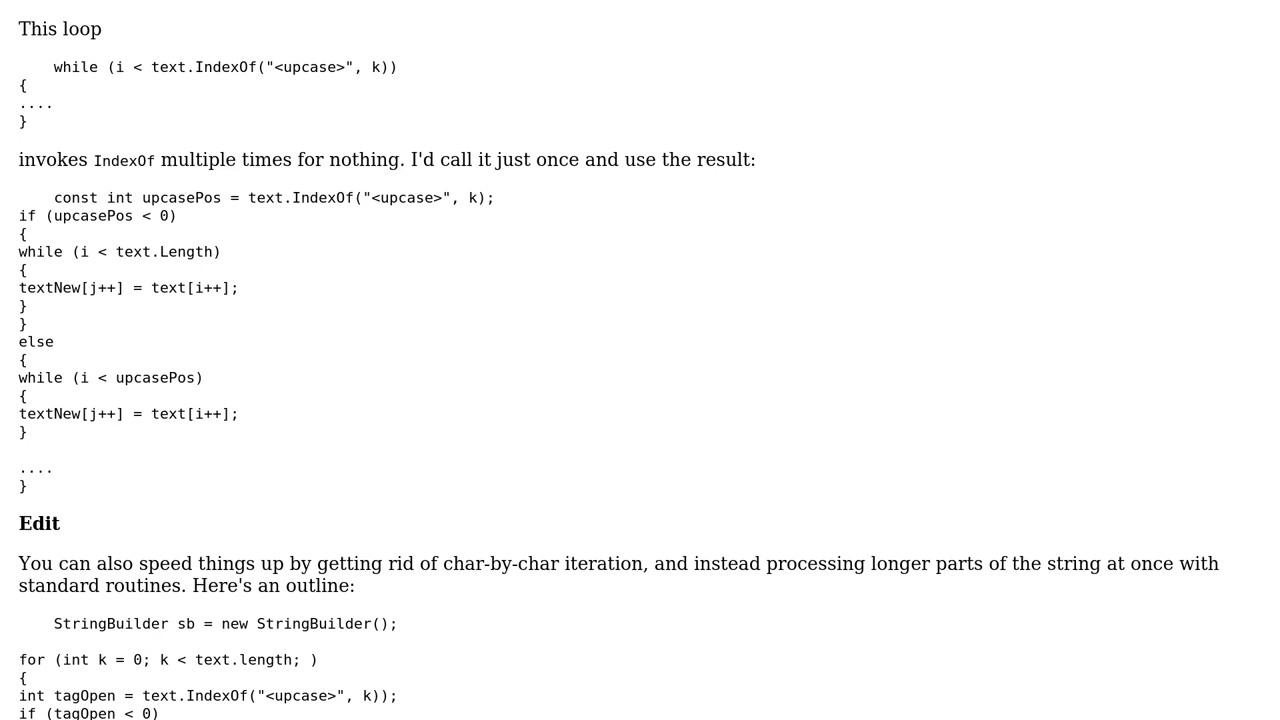 This loop
    while (i < text.IndexOf("<upcase>", k))
{
....
}
invokes IndexOf multiple times for nothing. I'd call it just once and use the result:
    const int upcasePos = text.IndexOf("<upcase>", k);
if (upcasePos < 0)
{
while (i < text.Length)
{
textNew[j++] = text[i++];
}
}
else
{
while (i < upcasePos)
{
textNew[j++] = text[i++];
}
....
}
Edit
You can also speed things up by getting rid of char-by-char iteration, and instead processing longer parts of the string at once with
standard routines. Here's an outline:
    StringBuilder sb = new StringBuilder();
for (int k = 0; k < text.length; )
{
int tagOpen = text.IndexOf("<upcase>", k));
if (tagOpen < 0)